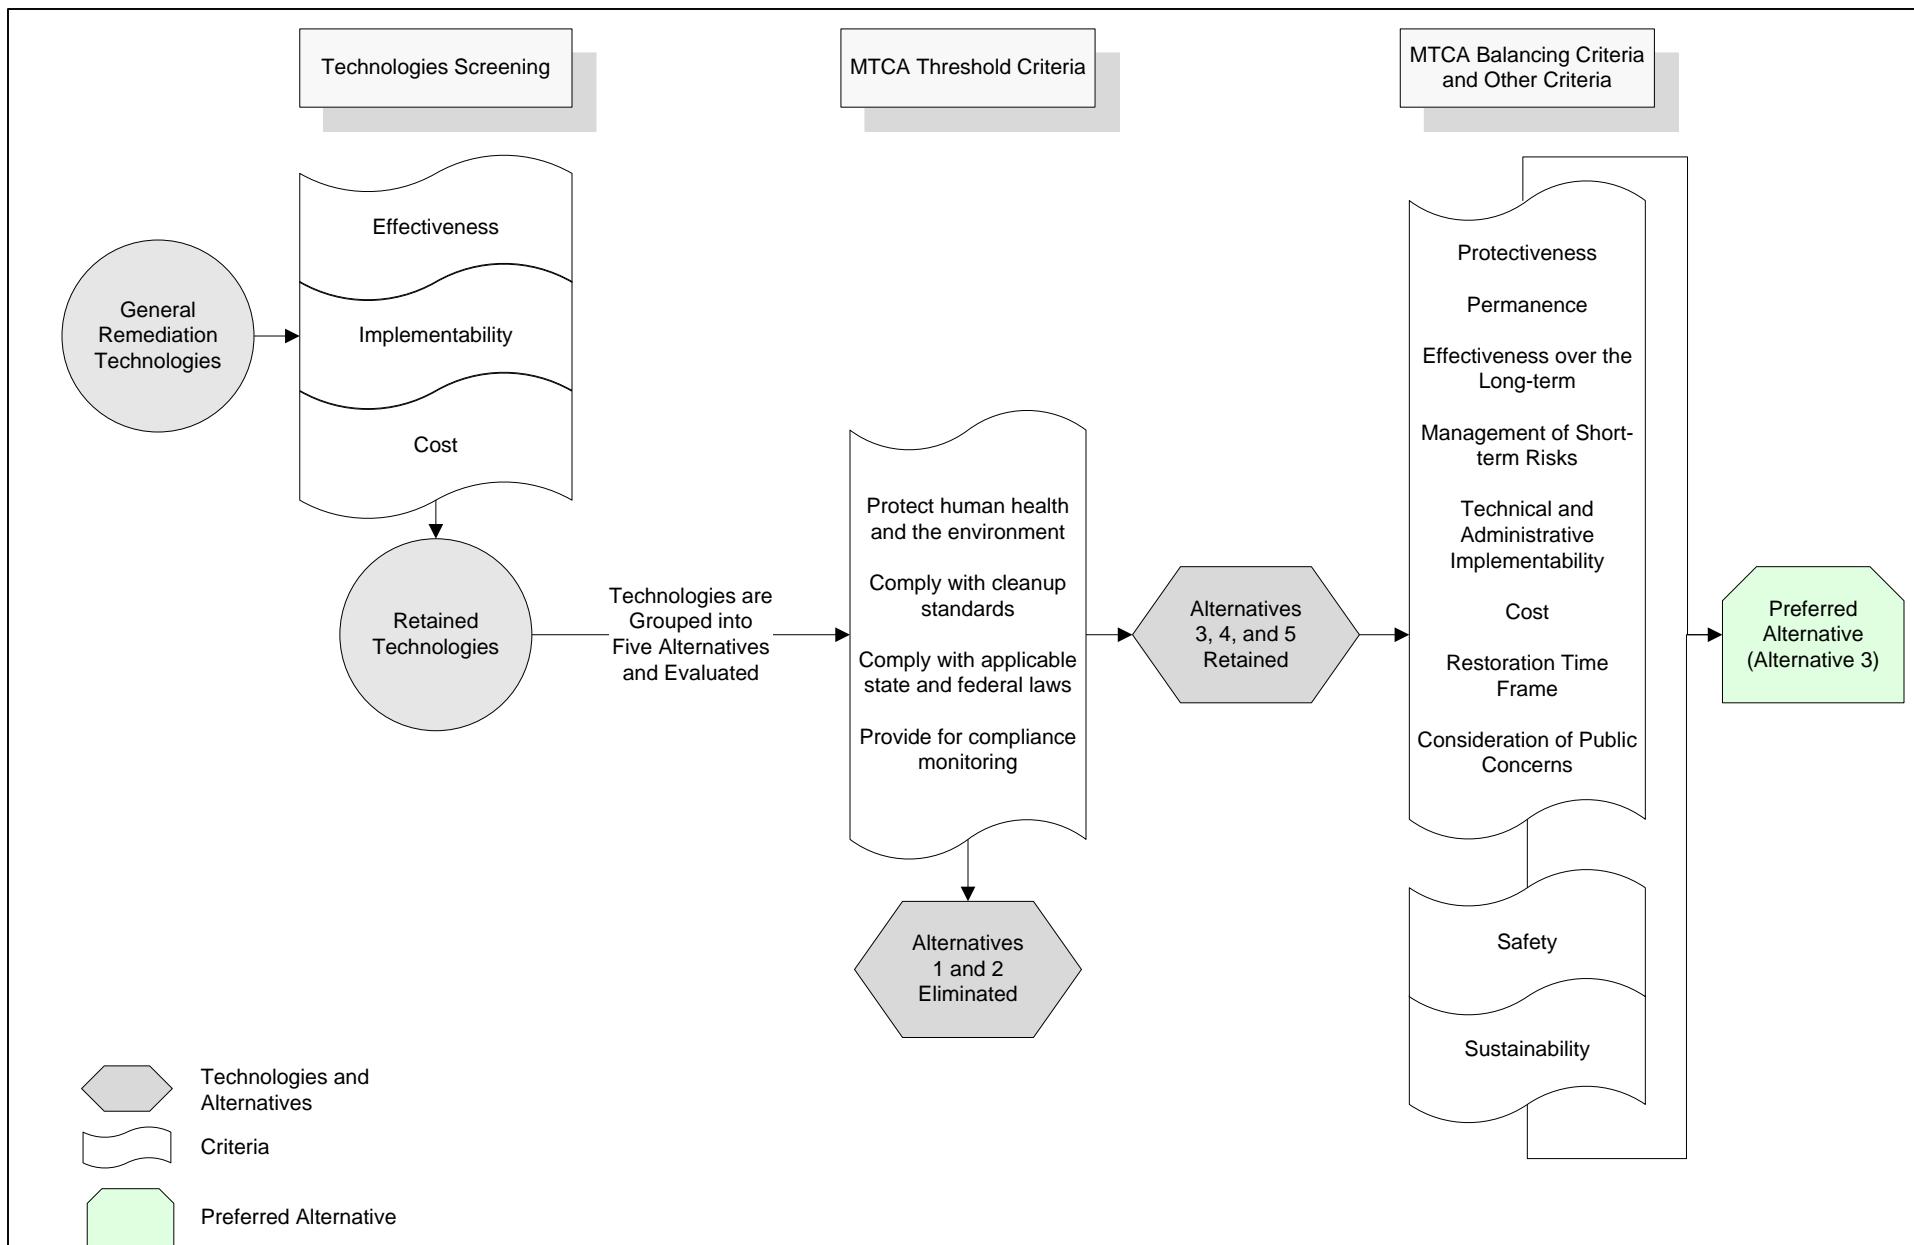 Technologies Screening
MTCA Threshold Criteria
MTCA Balancing Criteria
and Other Criteria
General
Remediation
Technologies
Effectiveness
Implementability
Cost
Retained
Technologies
Technologies are
Grouped into
Five Alternatives
and Evaluated
Protect human health
and the environment
Comply with cleanup
standards
Comply with applicable
state and federal laws
Provide for compliance
monitoring
Alternatives
1 and 2
Eliminated
Alternatives
3, 4, and 5
Retained
Protectiveness
Permanence
Effectiveness over the
Long-term
Management of Short-
term Risks
Technical and
Administrative
Implementability
Cost
Restoration Time
Frame
Consideration of Public
Concerns
Safety
Sustainability
Preferred
Alternative
(Alternative 3)
Technologies and
Alternatives
Criteria
Preferred Alternative